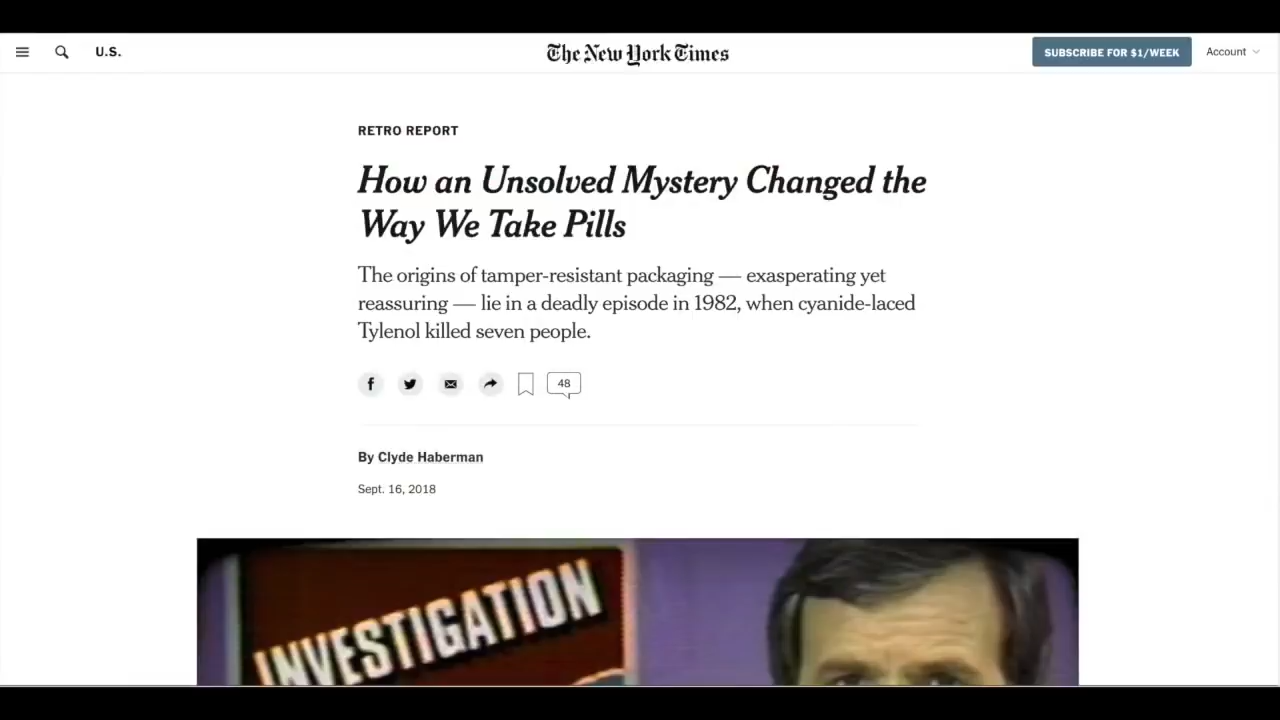 U.S.
The New York Times
SUBSCRIBE FOR $1/WEEK
Account
RETRO REPORT
How an Unsolved Mystery Changed the
Way We Take Pills
The origins of tamper-resistant packaging — exasperating yet
reassuring — lie in a deadly episode in 1982, when cyanide-laced
Tylenol killed seven people.
48
By Clyde Haberman
Sept. 16, 2018
INVESTIGATION